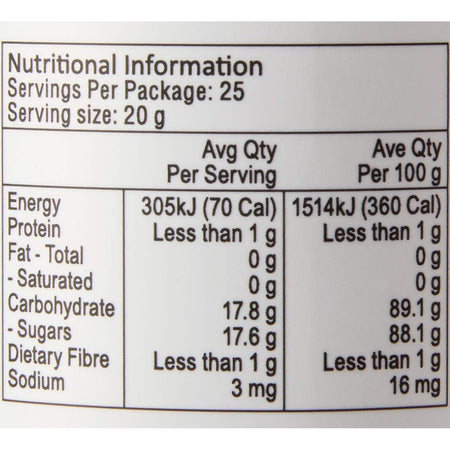 Nutritional Information
Servings Per Package: 25
Serving size: 20 g
Avg Qty Ave Qty
Per Serving Per 100 g
Energy 305kJ (70 Cal) 1514kJ (360 Cal)
Protein Less than 1 g Less than 1 g
Fat - Total 0 g 0 g
- Saturated 0 g 0 g
Carbohydrate 17.8 g 89.1 g
- Sugars 17.6 g 88.1 g
Dietary Fibre Less than 1 g Less than 1 g
Sodium 3 mg 16 mg